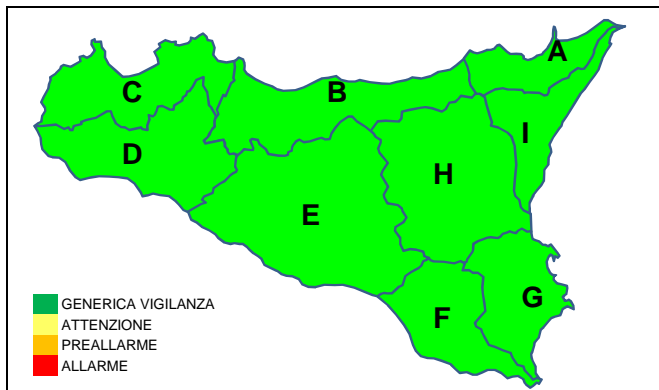 A
B
C
I
D
H
E
G
F
GENERICA VIGILANZA
ATTENZIONE
PREALLARME
ALLARME